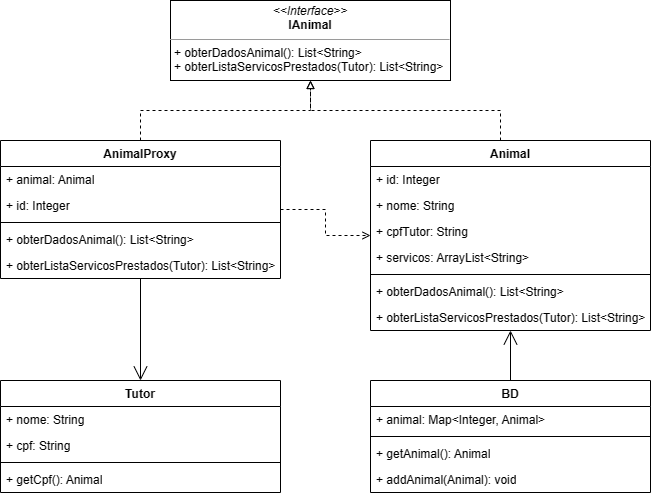 <<Interface>>
IAnimal
+ obterDadosAnimal(): List<String>
+ obterListaServicosPrestados(Tutor): List<String>
AnimalProxy
+ animal: Animal
+ id: Integer
+ obterDadosAnimal(): List<String>
+ obterListaServicosPrestados(Tutor): List<String>
Animal
+ id: Integer
+ nome: String
+ cpfTutor: String
+ servicos: ArrayList<String>
+ obterDadosAnimal(): List<String>
+ obterListaServicosPrestados(Tutor): List<String>
Tutor
+ nome: String
+ cpf: String
+ getCpf(): Animal
BD
+ animal: Map<Integer, Animal>
+ getAnimal(): Animal
+ addAnimal(Animal): void